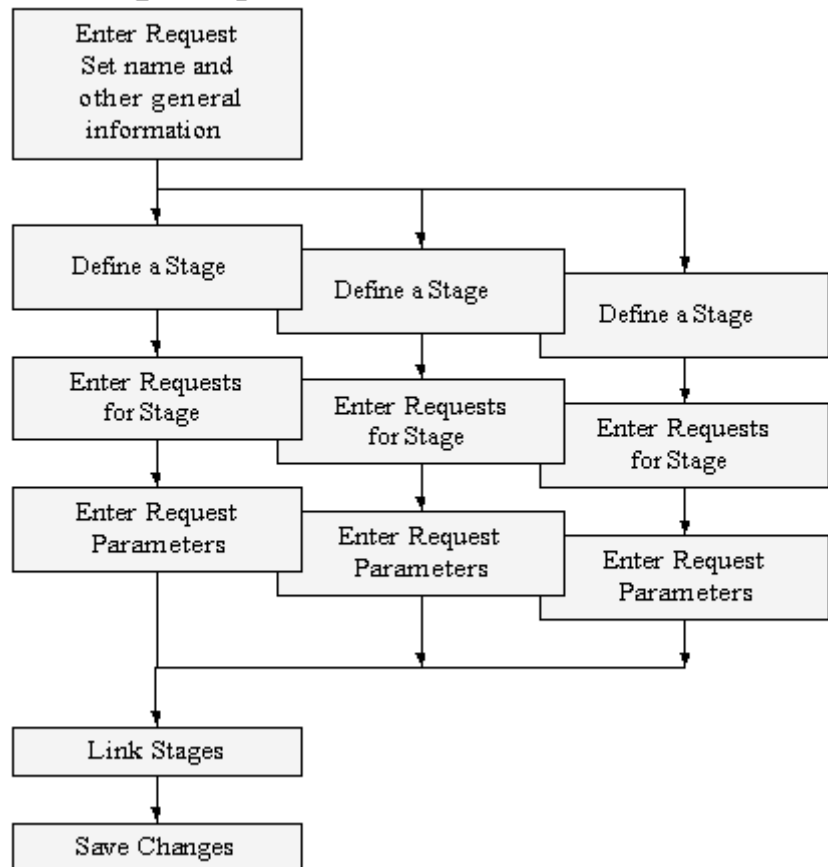 Enter Request
Set name and
other general
information
Define a Stage
Define a Stage
Define a Stage
Enter Requests
for Stage
Enter Requests
for Stage
Enter Requests
for Stage
Enter Request
Parameters
Enter Request
Parameters
Enter Request
Parameters
Link Stages
Save Changes